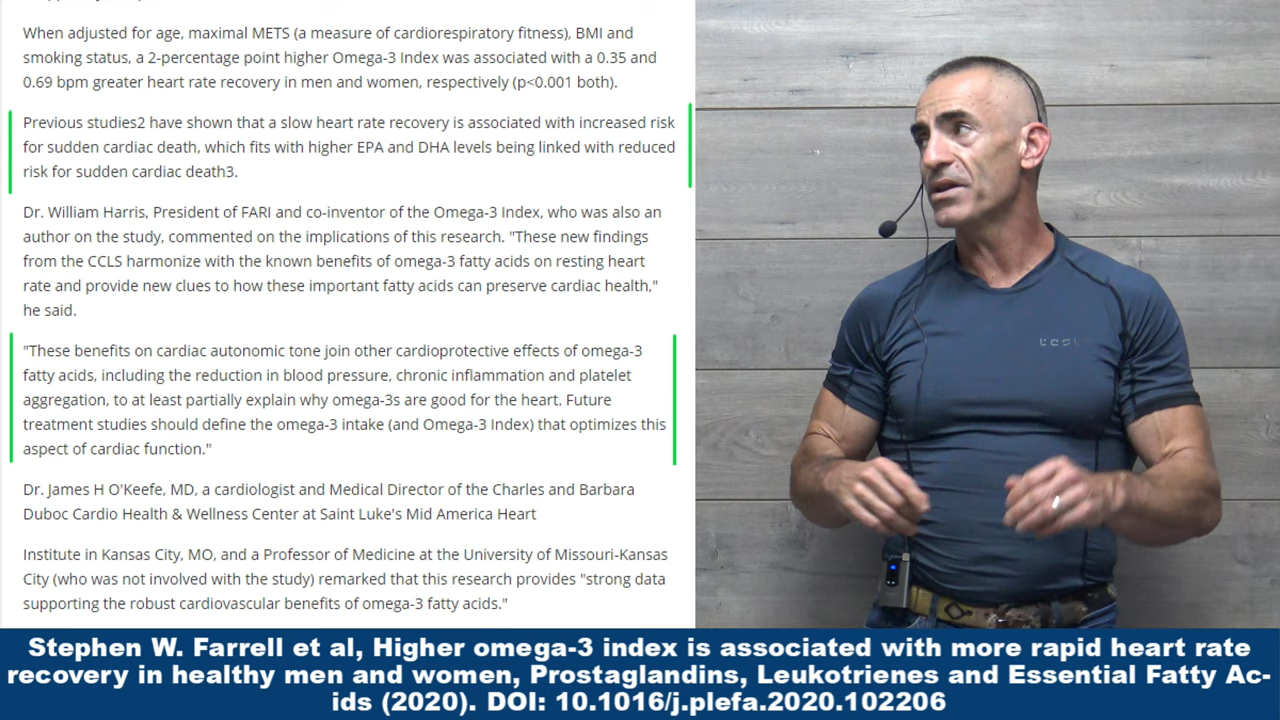 When adjusted for age, maximal METS (a measure of cardiorespiratory fitness), BMI and
smoking status, a 2-percentage point higher Omega-3 Index was associated with a 0.35 and
0.69 bpm greater heart rate recovery in men and women, respectively (p<0.001 both).
Previous studies2 have shown that a slow heart rate recovery is associated with increased risk
for sudden cardiac death, which fits with higher EPA and DHA levels being linked with reduced
risk for sudden cardiac death3.
Dr. William Harris, President of FARI and co-inventor of the Omega-3 Index, who was also an
author on the study, commented on the implications of this research. "These new findings
from the CCLS harmonize with the known benefits of omega-3 fatty acids on resting heart
rate and provide new clues to how these important fatty acids can preserve cardiac health,"
he said.
"These benefits on cardiac autonomic tone join other cardioprotective effects of omega-3
fatty acids, including the reduction in blood pressure, chronic inflammation and platelet
aggregation, to at least partially explain why omega-3s are good for the heart. Future
treatment studies should define the omega-3 intake (and Omega-3 Index) that optimizes this
aspect of cardiac function."
Dr. James H O'Keefe, MD, a cardiologist and Medical Director of the Charles and Barbara
Duboc Cardio Health & Wellness Center at Saint Luke's Mid America Heart
Institute in Kansas City, MO, and a Professor of Medicine at the University of Missouri-Kansas
City (who was not involved with the study) remarked that this research provides "strong data
supporting the robust cardiovascular benefits of omega-3 fatty acids."
Stephen W. Farrell et al, Higher omega-3 index is associated with more rapid heart rate
recovery in healthy men and women, Prostaglandins, Leukotrienes and Essential Fatty Ac-
ids (2020). DOI: 10.1016/j.plefa.2020.102206